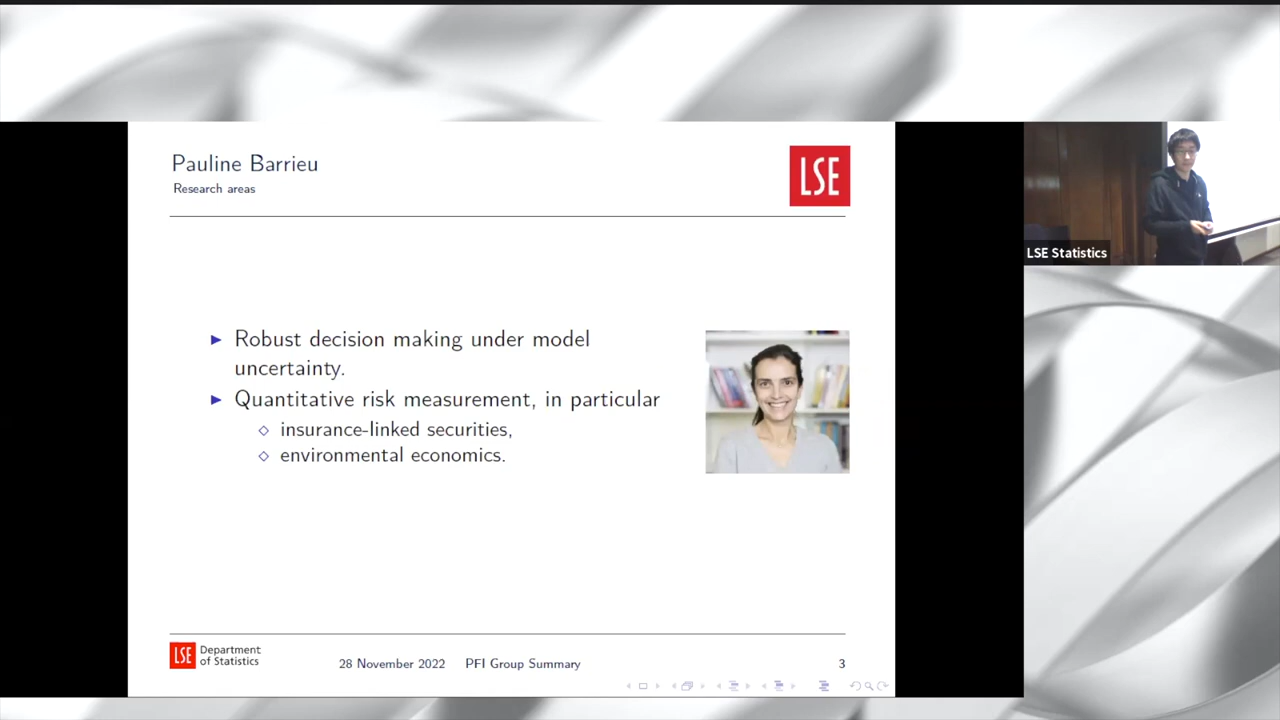 Pauline Barrieu
Research areas
LSE
LSE Statistics
▶ Robust decision making under model
uncertainty.
▶ Quantitative risk measurement, in particular
◇ insurance-linked securities,
◇ environmental economics.
LSE Department
of Statistics
28 November 2022 PFI Group Summary 3